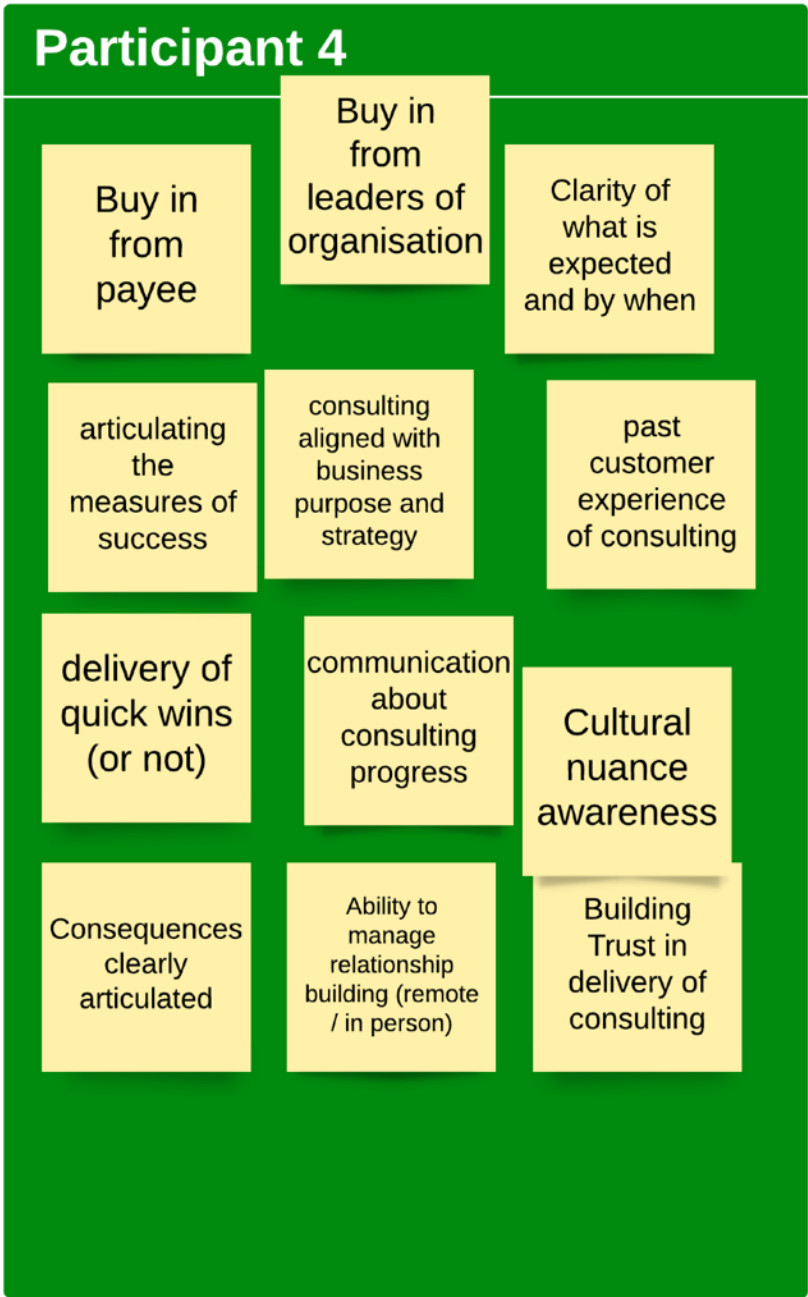 Participant 4
Buy in
from
payee
Buy in
from
leaders of
organisation
Clarity of
what is
expected
and by when
articulating
the
measures of
success
consulting
aligned with
business
purpose and
strategy
past
customer
experience
of consulting
delivery of
quick wins
(or not)
communication
about
consulting
progress
Cultural
nuance
awareness
Consequences
clearly
articulated
Ability to
manage
relationship
building (remote
/ in person)
Building
Trust in
delivery of
consulting